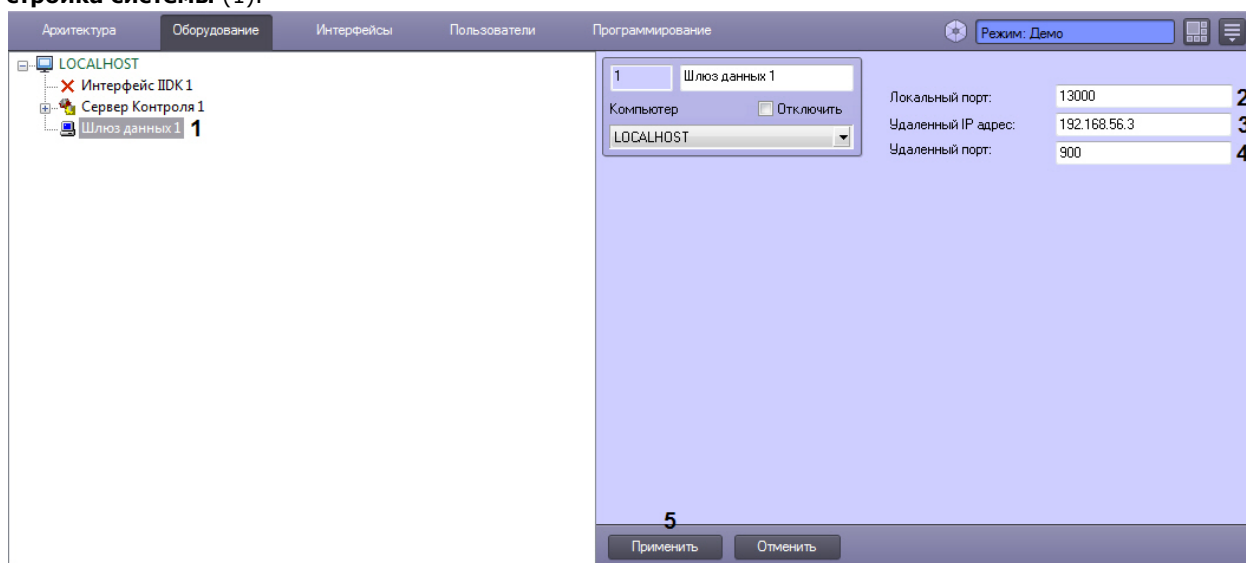 стройка системы (1).
Архитектура Оборудование Интерфейсы Пользователи Программирование Режим: Демо
LOCALHOST
Интерфейс IIDK 1
Сервер Контроля 1
Шлюз данных 1 1
1 Шлюз данных 1
Компьютер Отключить
LOCALHOST
Локальный порт: 13000 2
Удаленный IP адрес: 192.168.56.3 3
Удаленный порт: 900 4
5
Применить Отменить